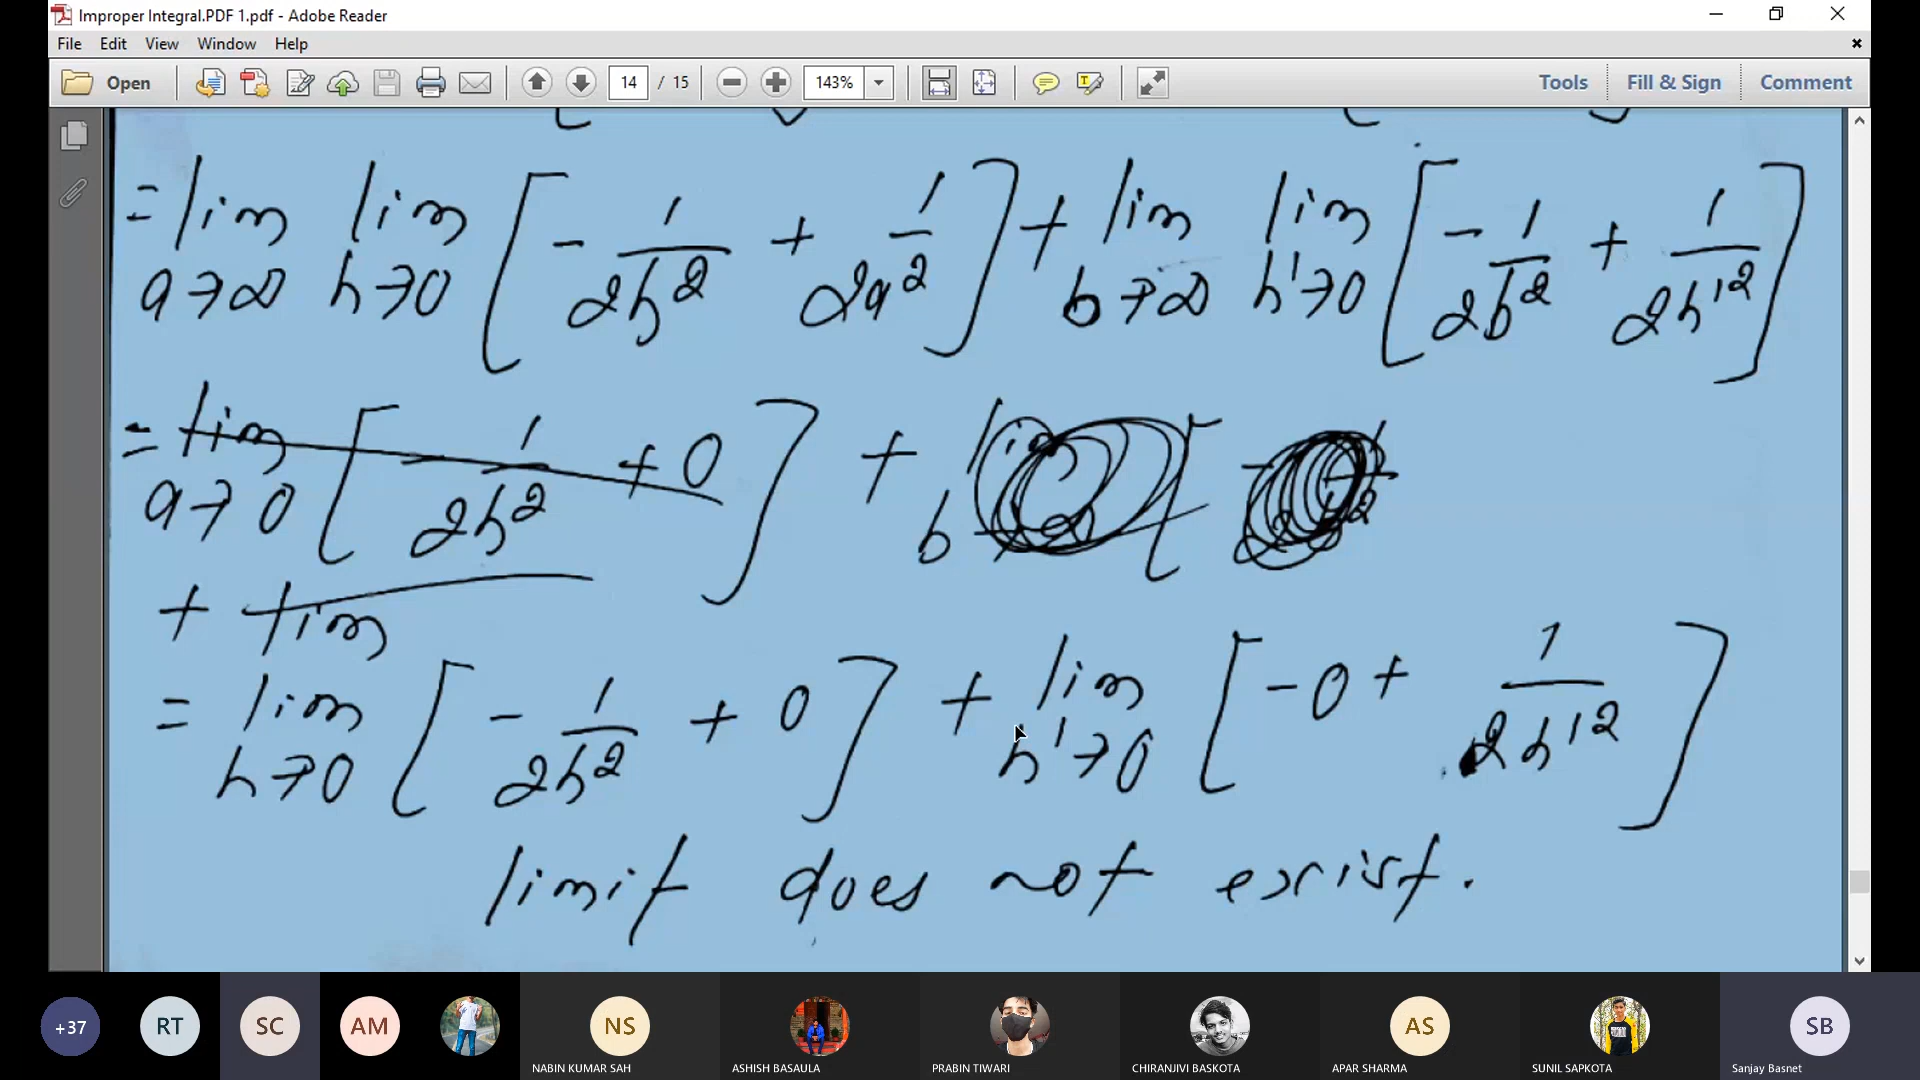 Improper Integral.PDF 1.pdf - Adobe Reader
File Edit View Window Help
Open 14 / 15 143% Tools Fill & Sign Comment
= lim a→∞ lim h→0 [ - 1/2h² + 1/2a² ] + lim b→∞ lim h'→0 [ - 1/2b² + 1/2h'² ]
= lim a→0 [ - 1/2h² + 0 ] + b [
+ lim
= lim h→0 [ - 1/2h² + 0 ] + lim h'→0 [ -0 + 1/2h'² ]
limit does not exist.
+37 RT SC AM NS AS SB
NABIN KUMAR SAH ASHISH BASAULA PRABIN TIWARI CHIRANJIVI BASKOTA APAR SHARMA SUNIL SAPKOTA Sanjay Basnet